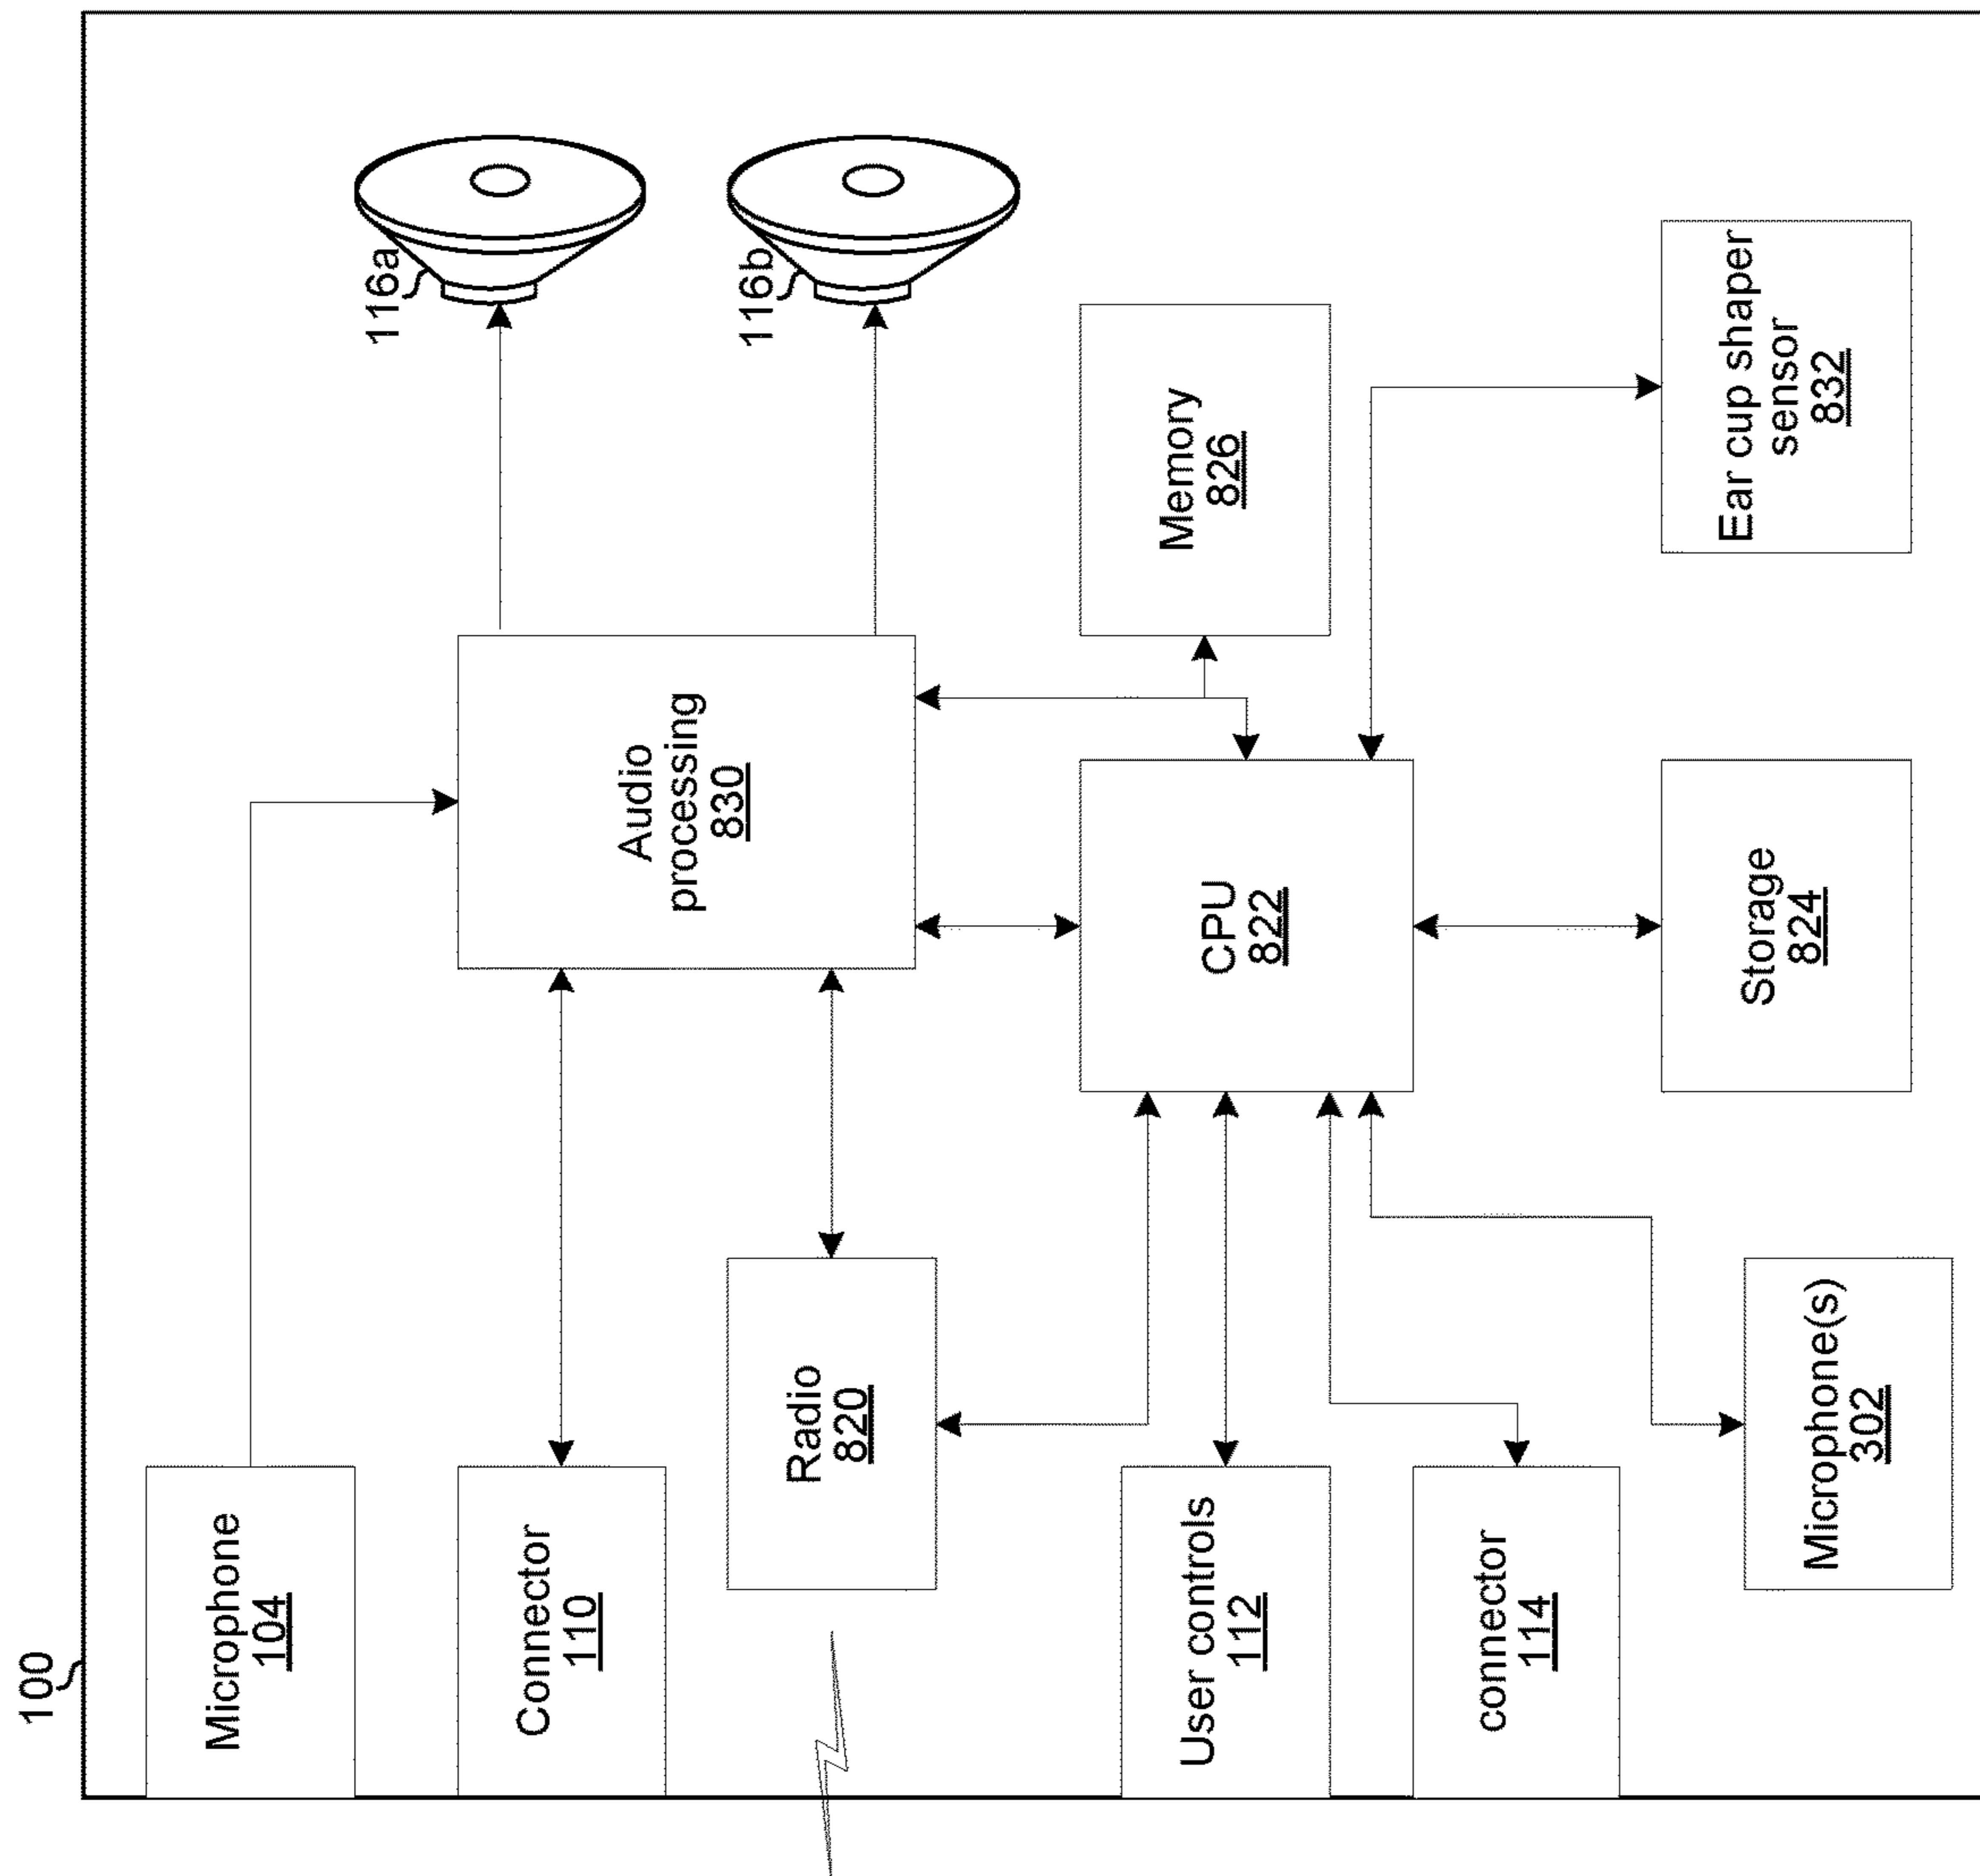 100
Microphone
104
Connector
110
Radio
820
User controls
112
connector
114
Microphone(s)
302
Audio
processing
830
CPU
822
Storage
824
Memory
826
Ear cup shaper
sensor
832
116a
116b